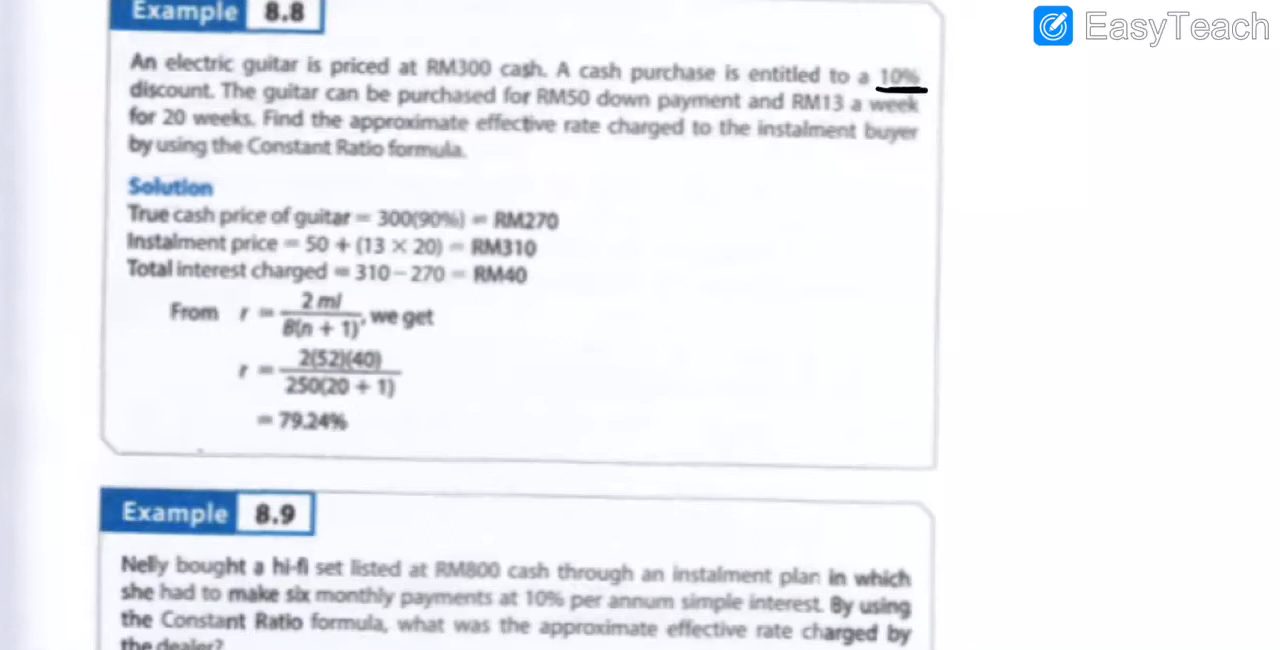 Example 8.8
EasyTeach
An electric guitar is priced at RM300 cash. A cash purchase is entitled to a 10%
discount. The guitar can be purchased for RM50 down payment and RM13 a week
for 20 weeks. Find the approximate effective rate charged to the instalment buyer
by using the Constant Ratio formula.
Solution
True cash price of guitar = 300(90%) = RM270
Instalment price = 50 + (13 × 20) = RM310
Total interest charged = 310 – 270 = RM40
From r = 2 mI / B(n + 1), we get
r = 2(52)(40) / 250(20 + 1)
= 79.24%
Example 8.9
Nelly bought a hi-fi set listed at RM800 cash through an instalment plan in which
she had to make six monthly payments at 10% per annum simple interest. By using
the Constant Ratio formula, what was the approximate effective rate charged by
the dealer?